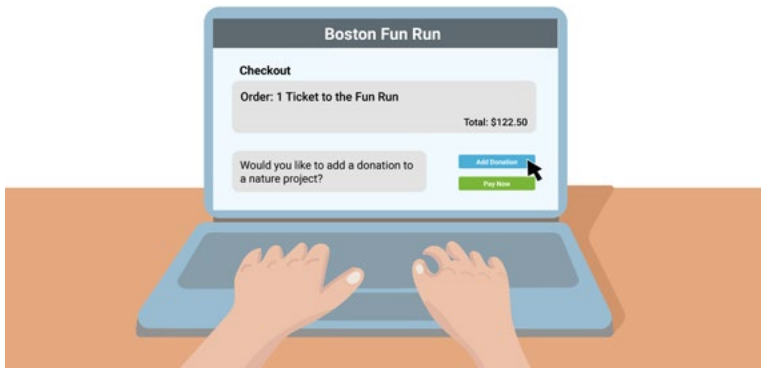 Boston Fun Run
Checkout
Order: 1 Ticket to the Fun Run
Total: $122.50
Would you like to add a donation to
a nature project?
Add Donation
Pay Now